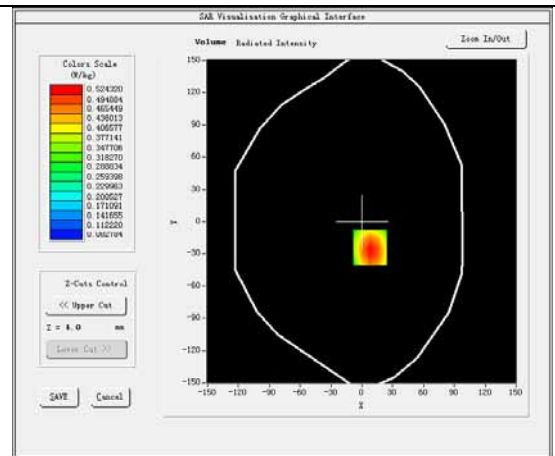 SAR Visualisation Graphical Interface
Volume Radiated Intensity
Zoom In/Out
Colors Scale
(W/kg)
0.524320
0.494884
0.465449
0.436013
0.406577
0.377141
0.347706
0.318270
0.288834
0.259398
0.229963
0.200527
0.171091
0.141655
0.112220
0.082784
Z-Cuts Control
<< Upper Cut
Z = 4.0 mm
Lower Cut >>
SAVE Cancel
150
120
90
60
30
0
-30
-60
-90
-120
-150
Y
-150 -120 -90 -60 -30 0 30 60 90 120 150
X